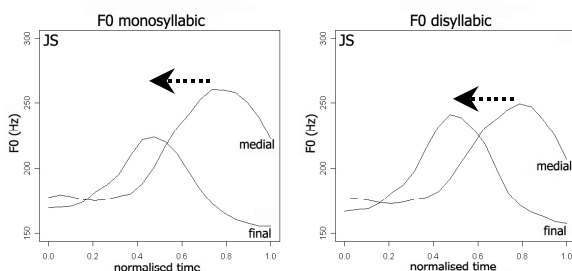 F0 monosyllabic
JS
F0 (Hz)
300
250
200
150
medial
final
0.0 0.2 0.4 0.6 0.8 1.0
normalised time
F0 disyllabic
JS
F0 (Hz)
300
250
200
150
medial
final
0.0 0.2 0.4 0.6 0.8 1.0
normalised time